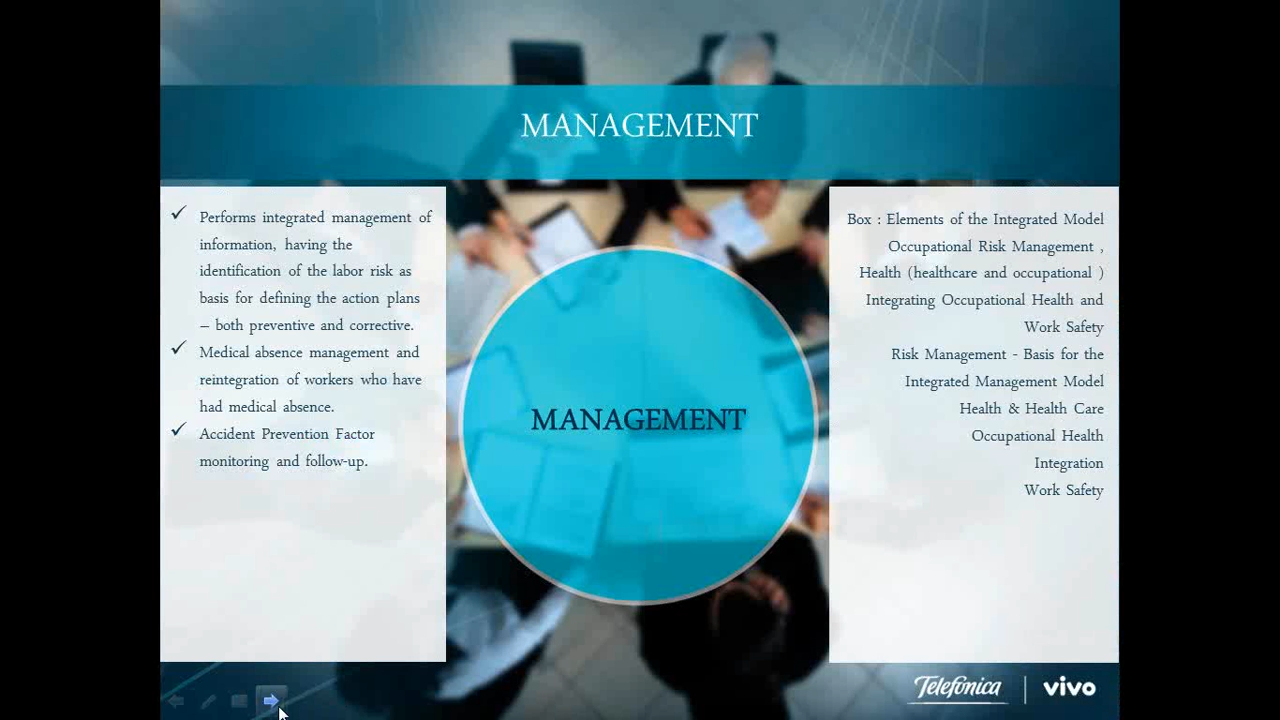 MANAGEMENT
✓ Performs integrated management of
information, having the
identification of the labor risk as
basis for defining the action plans
– both preventive and corrective.
✓ Medical absence management and
reintegration of workers who have
had medical absence.
✓ Accident Prevention Factor
monitoring and follow-up.
MANAGEMENT
Box : Elements of the Integrated Model
Occupational Risk Management ,
Health (healthcare and occupational )
Integrating Occupational Health and
Work Safety
Risk Management - Basis for the
Integrated Management Model
Health & Health Care
Occupational Health
Integration
Work Safety
Telefónica | vivo